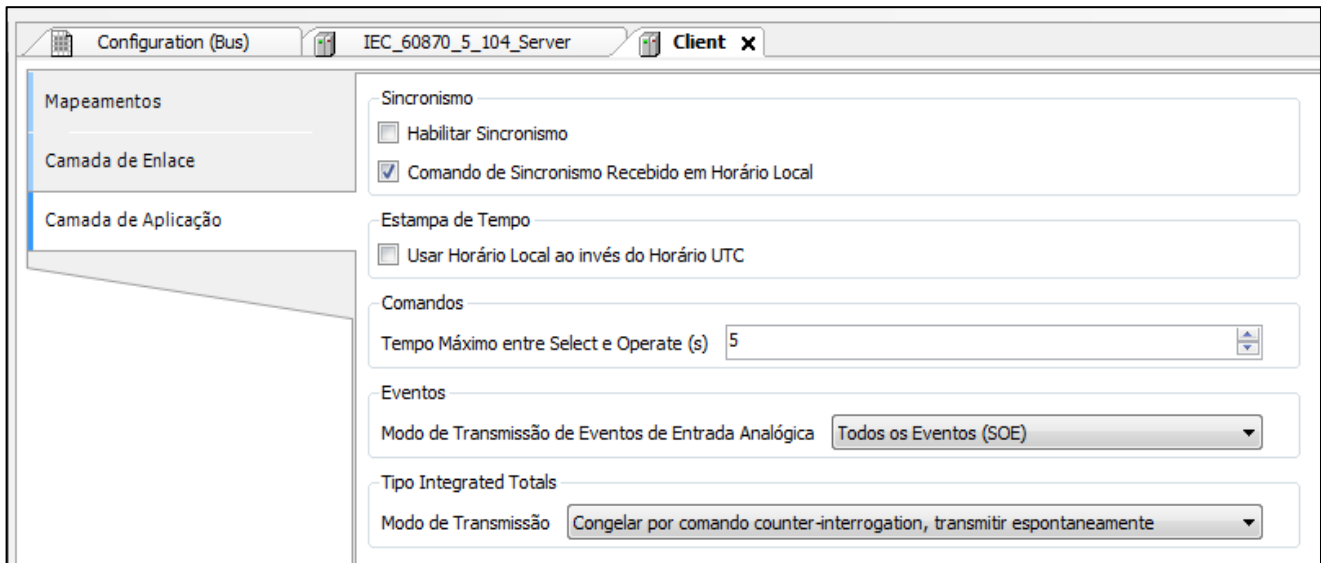 Configuration (Bus) IEC_60870_5_104_Server Client x
Mapeamentos
Camada de Enlace
Camada de Aplicação
Sincronismo
Habilitar Sincronismo
Comando de Sincronismo Recebido em Horário Local
Estampa de Tempo
Usar Horário Local ao invés do Horário UTC
Comandos
Tempo Máximo entre Select e Operate (s) 5
Eventos
Modo de Transmissão de Eventos de Entrada Analógica Todos os Eventos (SOE)
Tipo Integrated Totals
Modo de Transmissão Congelar por comando counter-interrogation, transmitir espontaneamente